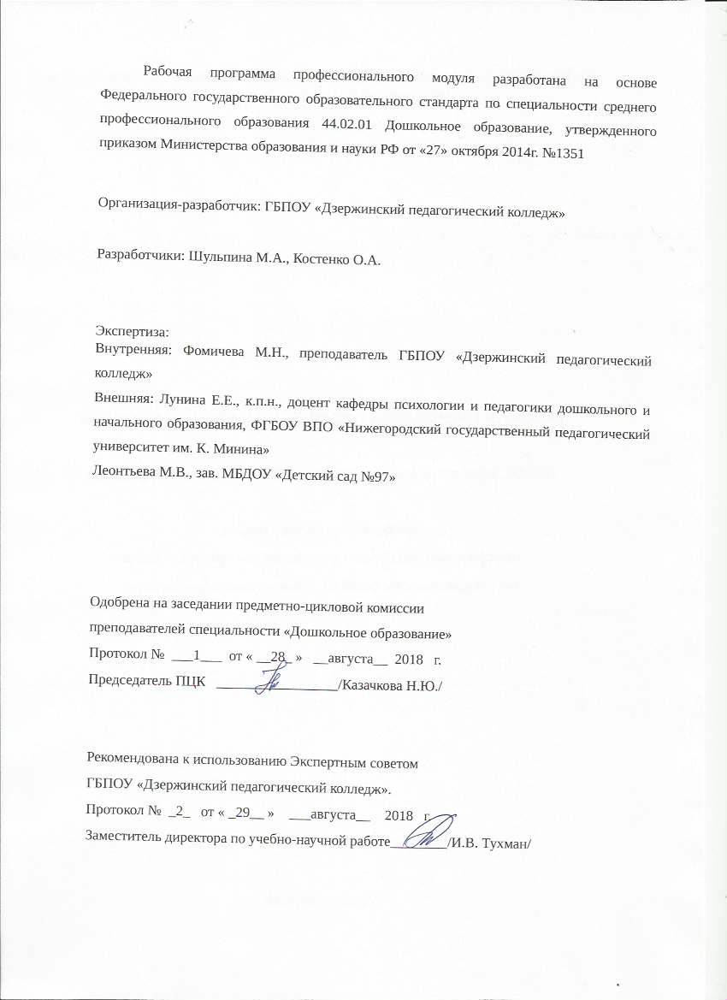 Рабочая программа профессионального модуля разработана на основе
Федерального государственного образовательного стандарта по специальности среднего
профессионального образования 44.02.01 Дошкольное образование, утвержденного
приказом Министерства образования и науки РФ от «27» октября 2014г. №1351
Организация-разработчик: ГБПОУ «Дзержинский педагогический колледж»
Разработчики: Шульпина М.А., Костенко О.А.
Экспертиза:
Внутренняя: Фомичева М.Н., преподаватель ГБПОУ «Дзержинский педагогический
колледж»
Внешняя: Лунина Е.Е., к.п.н., доцент кафедры психологии и педагогики дошкольного и
начального образования, ФГБОУ ВПО «Нижегородский государственный педагогический
университет им. К. Минина»
Леонтьева М.В., зав. МБДОУ «Детский сад №97»
Одобрена на заседании предметно-цикловой комиссии
преподавателей специальности «Дошкольное образование»
Протокол № ___1___ от « __28_ » __августа__ 2018 г.
Председатель ПЦК _________________/Казачкова Н.Ю./
Рекомендована к использованию Экспертным советом
ГБПОУ «Дзержинский педагогический колледж».
Протокол № _2_ от « _29__ » ___августа__ 2018 г.
Заместитель директора по учебно-научной работе________/И.В. Тухман/